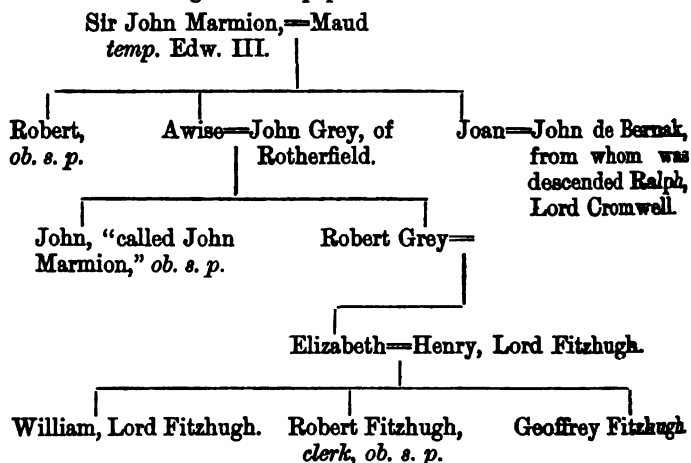 Sir John Marmion,=Maud
temp. Edw. III.
Robert,
ob. s. p.
Awise=John Grey, of
Rotherfield.
Joan=John de Bernak,
from whom was
descended Ralph,
Lord Cromwell.
John, "called John
Marmion," ob. s. p.
Robert Grey=
Elizabeth=Henry, Lord Fitzhugh.
William, Lord Fitzhugh.
Robert Fitzhugh,
clerk, ob. s. p.
Geoffrey Fitzhugh